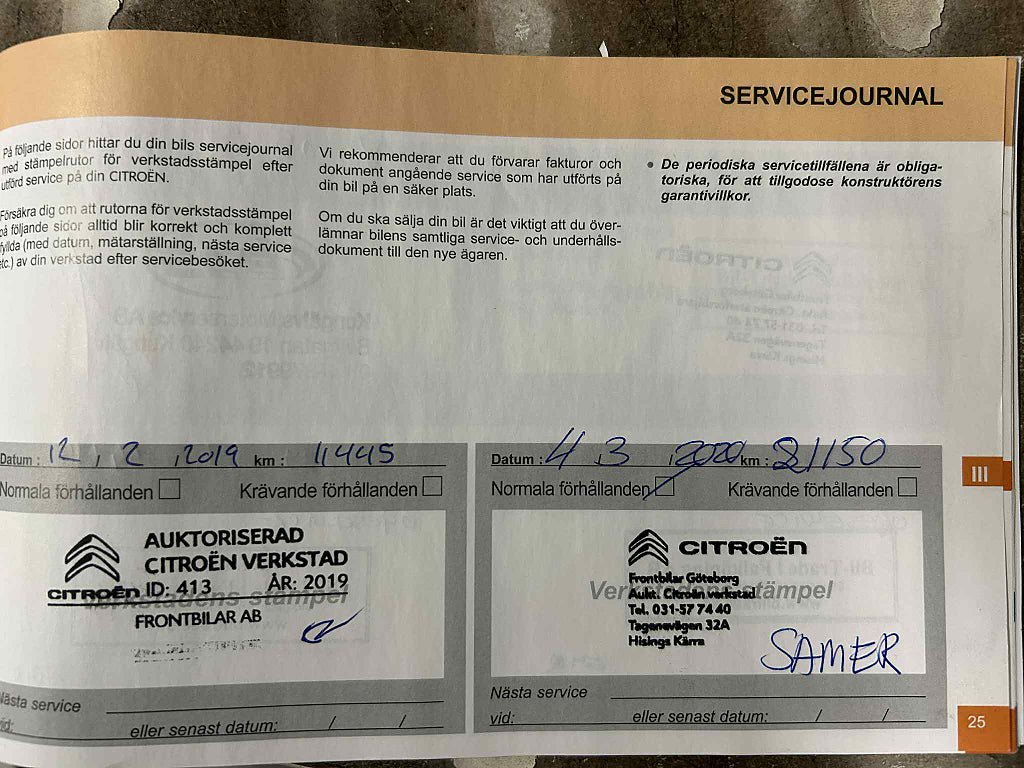 SERVICEJOURNAL
På följande sidor hittar du din bils servicejournal
med stämpelrutor för verkstadsstämpel efter
utförd service på din CITROËN.
Försäkra dig om att rutorna för verkstadsstämpel
på följande sidor alltid blir korrekt och komplett
fyllda (med datum, mätarställning, nästa service
etc.) av din verkstad efter servicebesöket.
Vi rekommenderar att du förvarar fakturor och
dokument angående service som har utförts på
din bil på en säker plats.
Om du ska sälja din bil är det viktigt att du över-
lämnar bilens samtliga service- och underhålls-
dokument till den nye ägaren.
• De periodiska servicetillfällena är obliga-
toriska, för att tillgodose konstruktörens
garantivillkor.
Datum : 12, 2, 2019 km : 11445
Normala förhållanden Krävande förhållanden
AUKTORISERAD
CITROËN VERKSTAD
CITROËN ID: 413 ÅR: 2019
Verkstadens stämpel
FRONTBILAR AB
Nästa service
vid: eller senast datum: / /
Datum : 4, 3, 2020 km : 21150
Normala förhållanden Krävande förhållanden
CITROËN
Frontbilar Göteborg
Aukt. Citroën verkstad
Verkstadens stämpel
Tel. 031-57 74 40
Tagenevägen 32A
Hisings Kärra
SAMER
Nästa service
vid: eller senast datum: / /
III
25